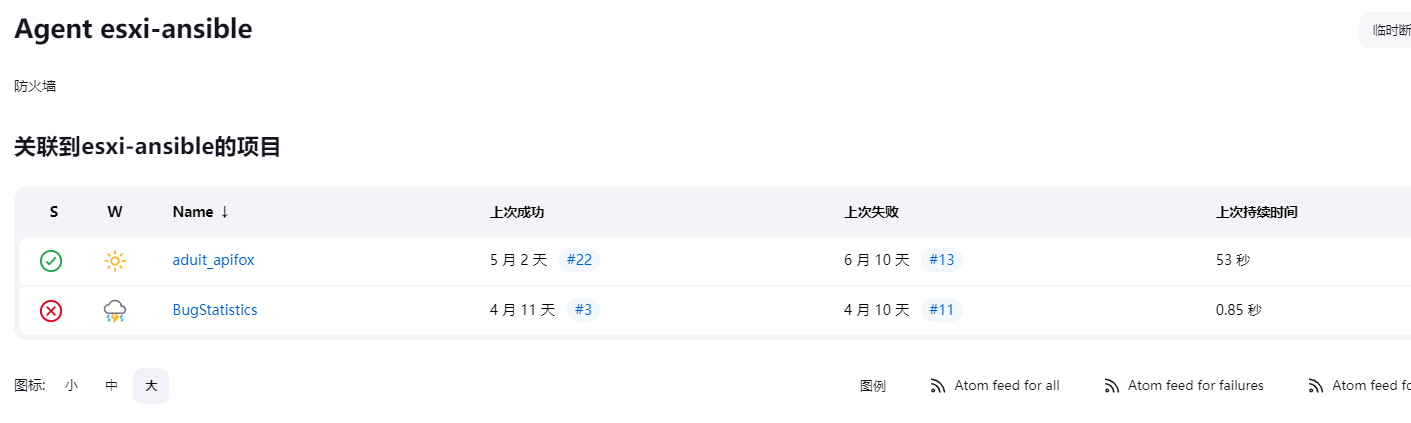 Agent esxi-ansible
临时断
防火墙
关联到esxi-ansible的项目
S W Name ↓ 上次成功 上次失败 上次持续时间
aduit_apifox 5 月 2 天 #22 6 月 10 天 #13 53 秒
BugStatistics 4 月 11 天 #3 4 月 10 天 #11 0.85 秒
图标: 小 中 大 图例 Atom feed for all Atom feed for failures Atom feed fo